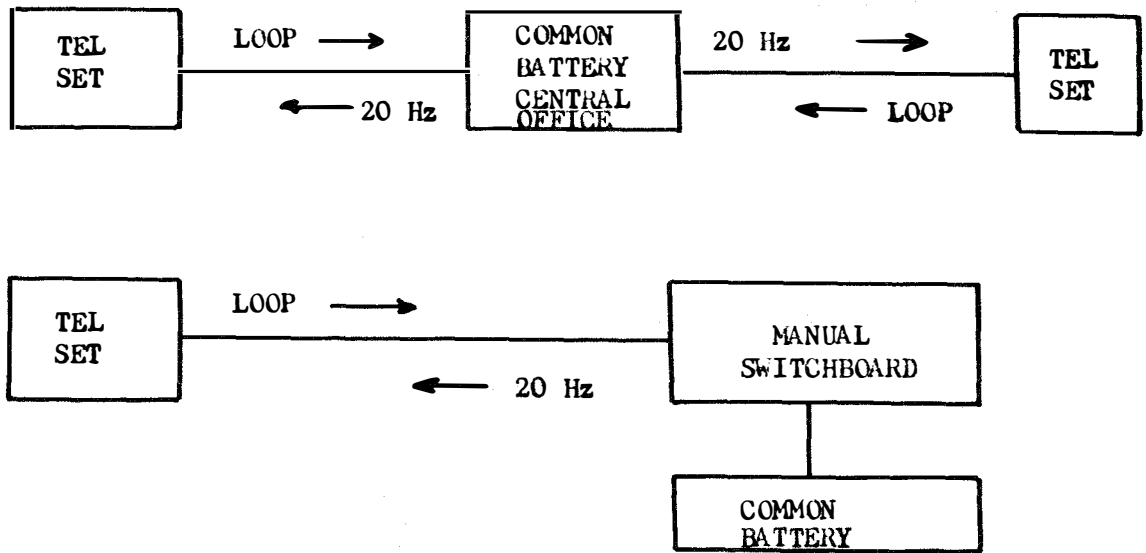 TEL
SET
LOOP
20 Hz
COMMON
BATTERY
CENTRAL
OFFICE
20 Hz
LOOP
TEL
SET
TEL
SET
LOOP
20 Hz
MANUAL
SWITCHBOARD
COMMON
BATTERY